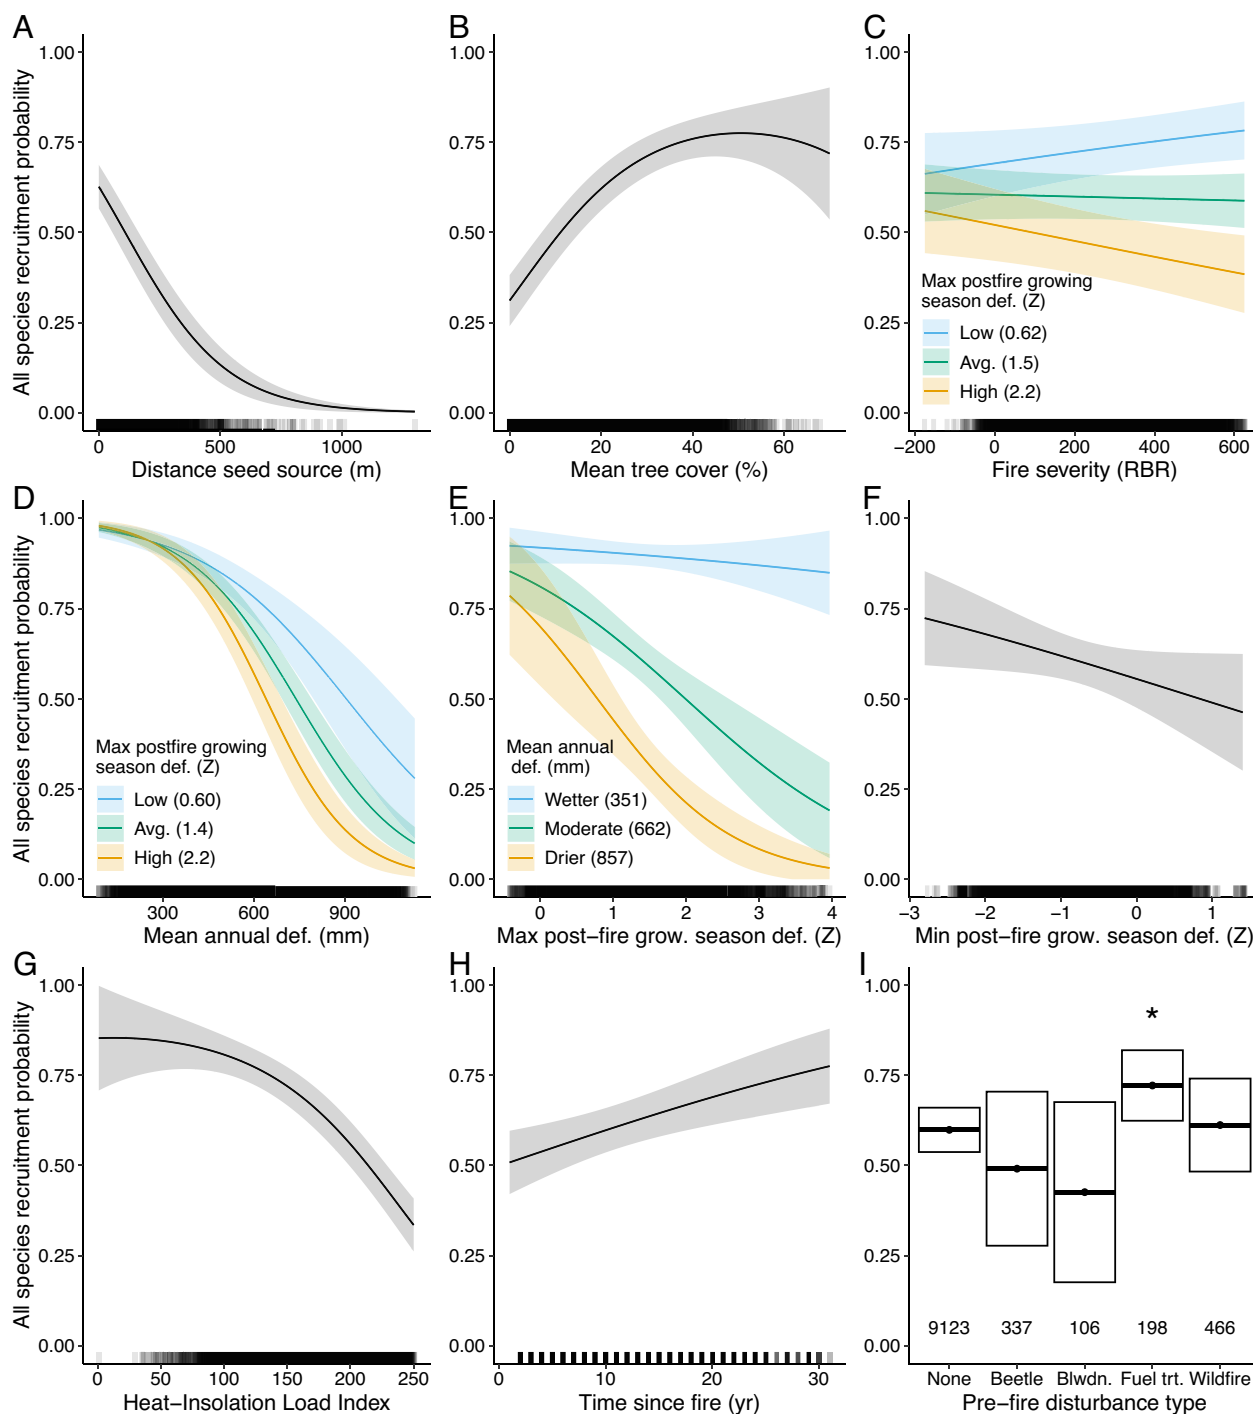 A
All species recruitment probability
1.00
0.75
0.50
0.25
0.00
0
500
1000
Distance seed source (m)
B
1.00
0.75
0.50
0.25
0.00
0
20
40
60
Mean tree cover (%)
C
1.00
0.75
0.50
0.25
0.00
Max postfire growing
season def. (Z)
Low (0.62)
Avg. (1.5)
High (2.2)
−200
0
200
400
600
Fire severity (RBR)
D
All species recruitment probability
1.00
0.75
0.50
0.25
0.00
Max postfire growing
season def. (Z)
Low (0.60)
Avg. (1.4)
High (2.2)
300
600
900
Mean annual def. (mm)
E
1.00
0.75
0.50
0.25
0.00
Mean annual
def. (mm)
Wetter (351)
Moderate (662)
Drier (857)
0
1
2
3
4
Max post−fire grow. season def. (Z)
F
1.00
0.75
0.50
0.25
0.00
−3
−2
−1
0
1
Min post−fire grow. season def. (Z)
G
All species recruitment probability
1.00
0.75
0.50
0.25
0.00
0
50
100
150
200
250
Heat−Insolation Load Index
H
1.00
0.75
0.50
0.25
0.00
0
10
20
30
Time since fire (yr)
I
1.00
0.75
0.50
0.25
0.00
*
9123
337
106
198
466
None
Beetle
Blwdn.
Fuel trt.
Wildfire
Pre−fire disturbance type